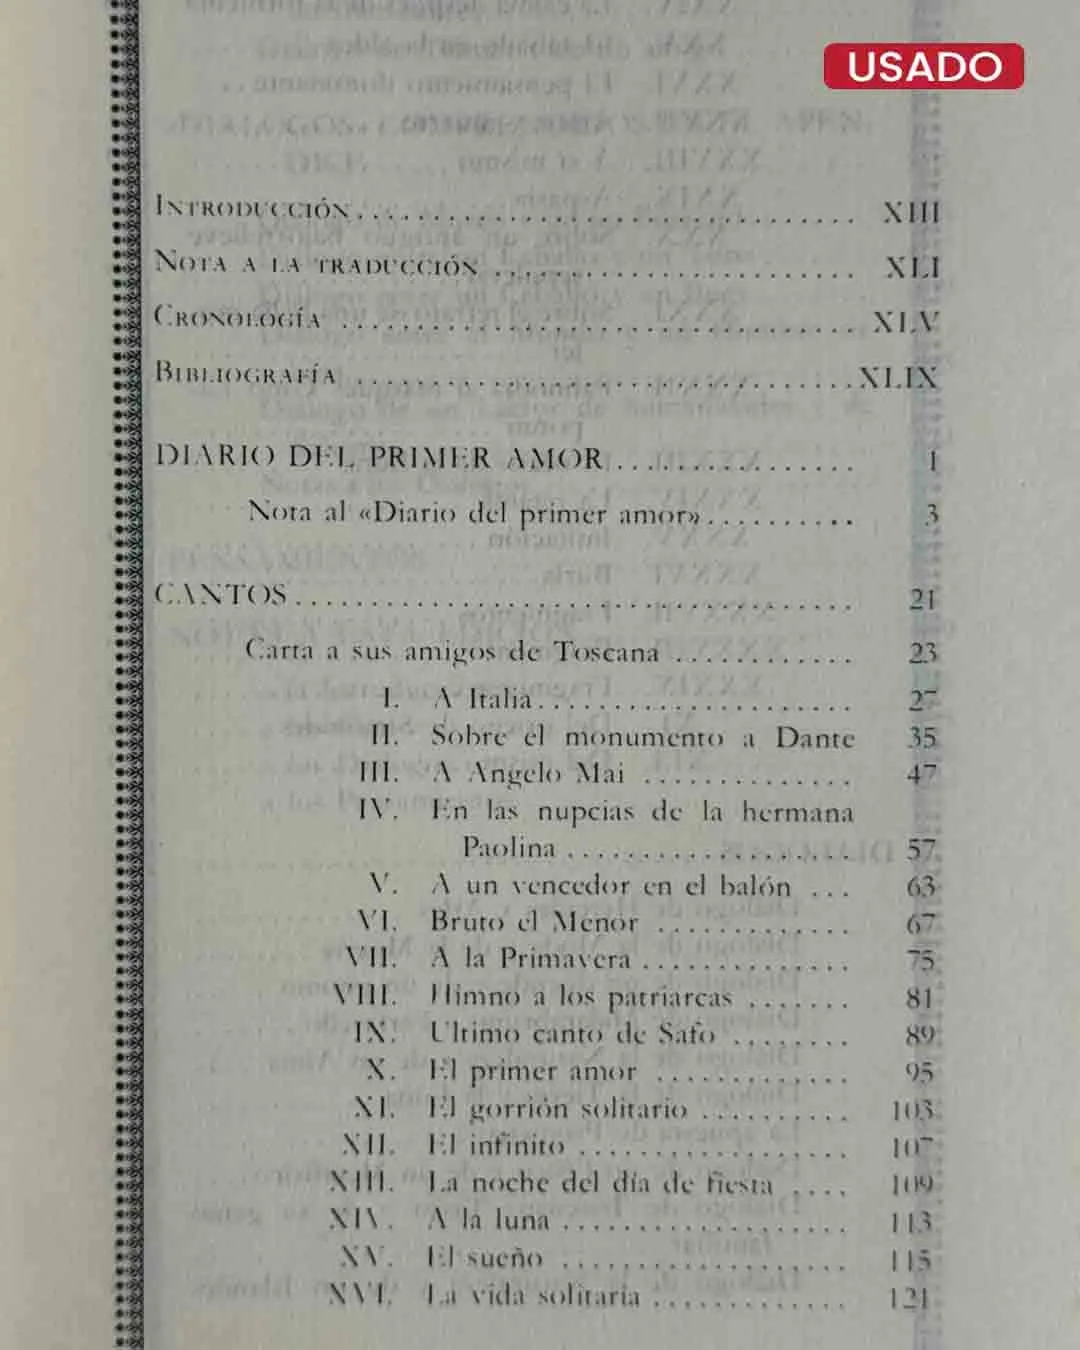 USADO
INTRODUCCIÓN ........ XIII
NOTA A LA TRADUCCIÓN ........ XLI
CRONOLOGÍA ........ XLV
BIBLIOGRAFÍA ........ XLIX
DIARIO DEL PRIMER AMOR ........ 1
Nota al «Diario del primer amor» ........ 3
CANTOS ........ 21
Carta a sus amigos de Toscana ........ 23
I. A Italia ........ 27
II. Sobre el monumento a Dante 35
III. A Angelo Mai ........ 47
IV. En las nupcias de la hermana
Paolina ........ 57
V. A un vencedor en el balón ... 63
VI. Bruto el Menor ........ 67
VII. A la Primavera ........ 75
VIII. Himno a los patriarcas ....... 81
IX. Ultimo canto de Safo ........ 89
X. El primer amor ........ 95
XI. El gorrión solitario ........ 103
XII. El infinito ........ 107
XIII. La noche del día de fiesta .... 109
XIV. A la luna ........ 113
XV. El sueño ........ 115
XVI. La vida solitaria ........ 121